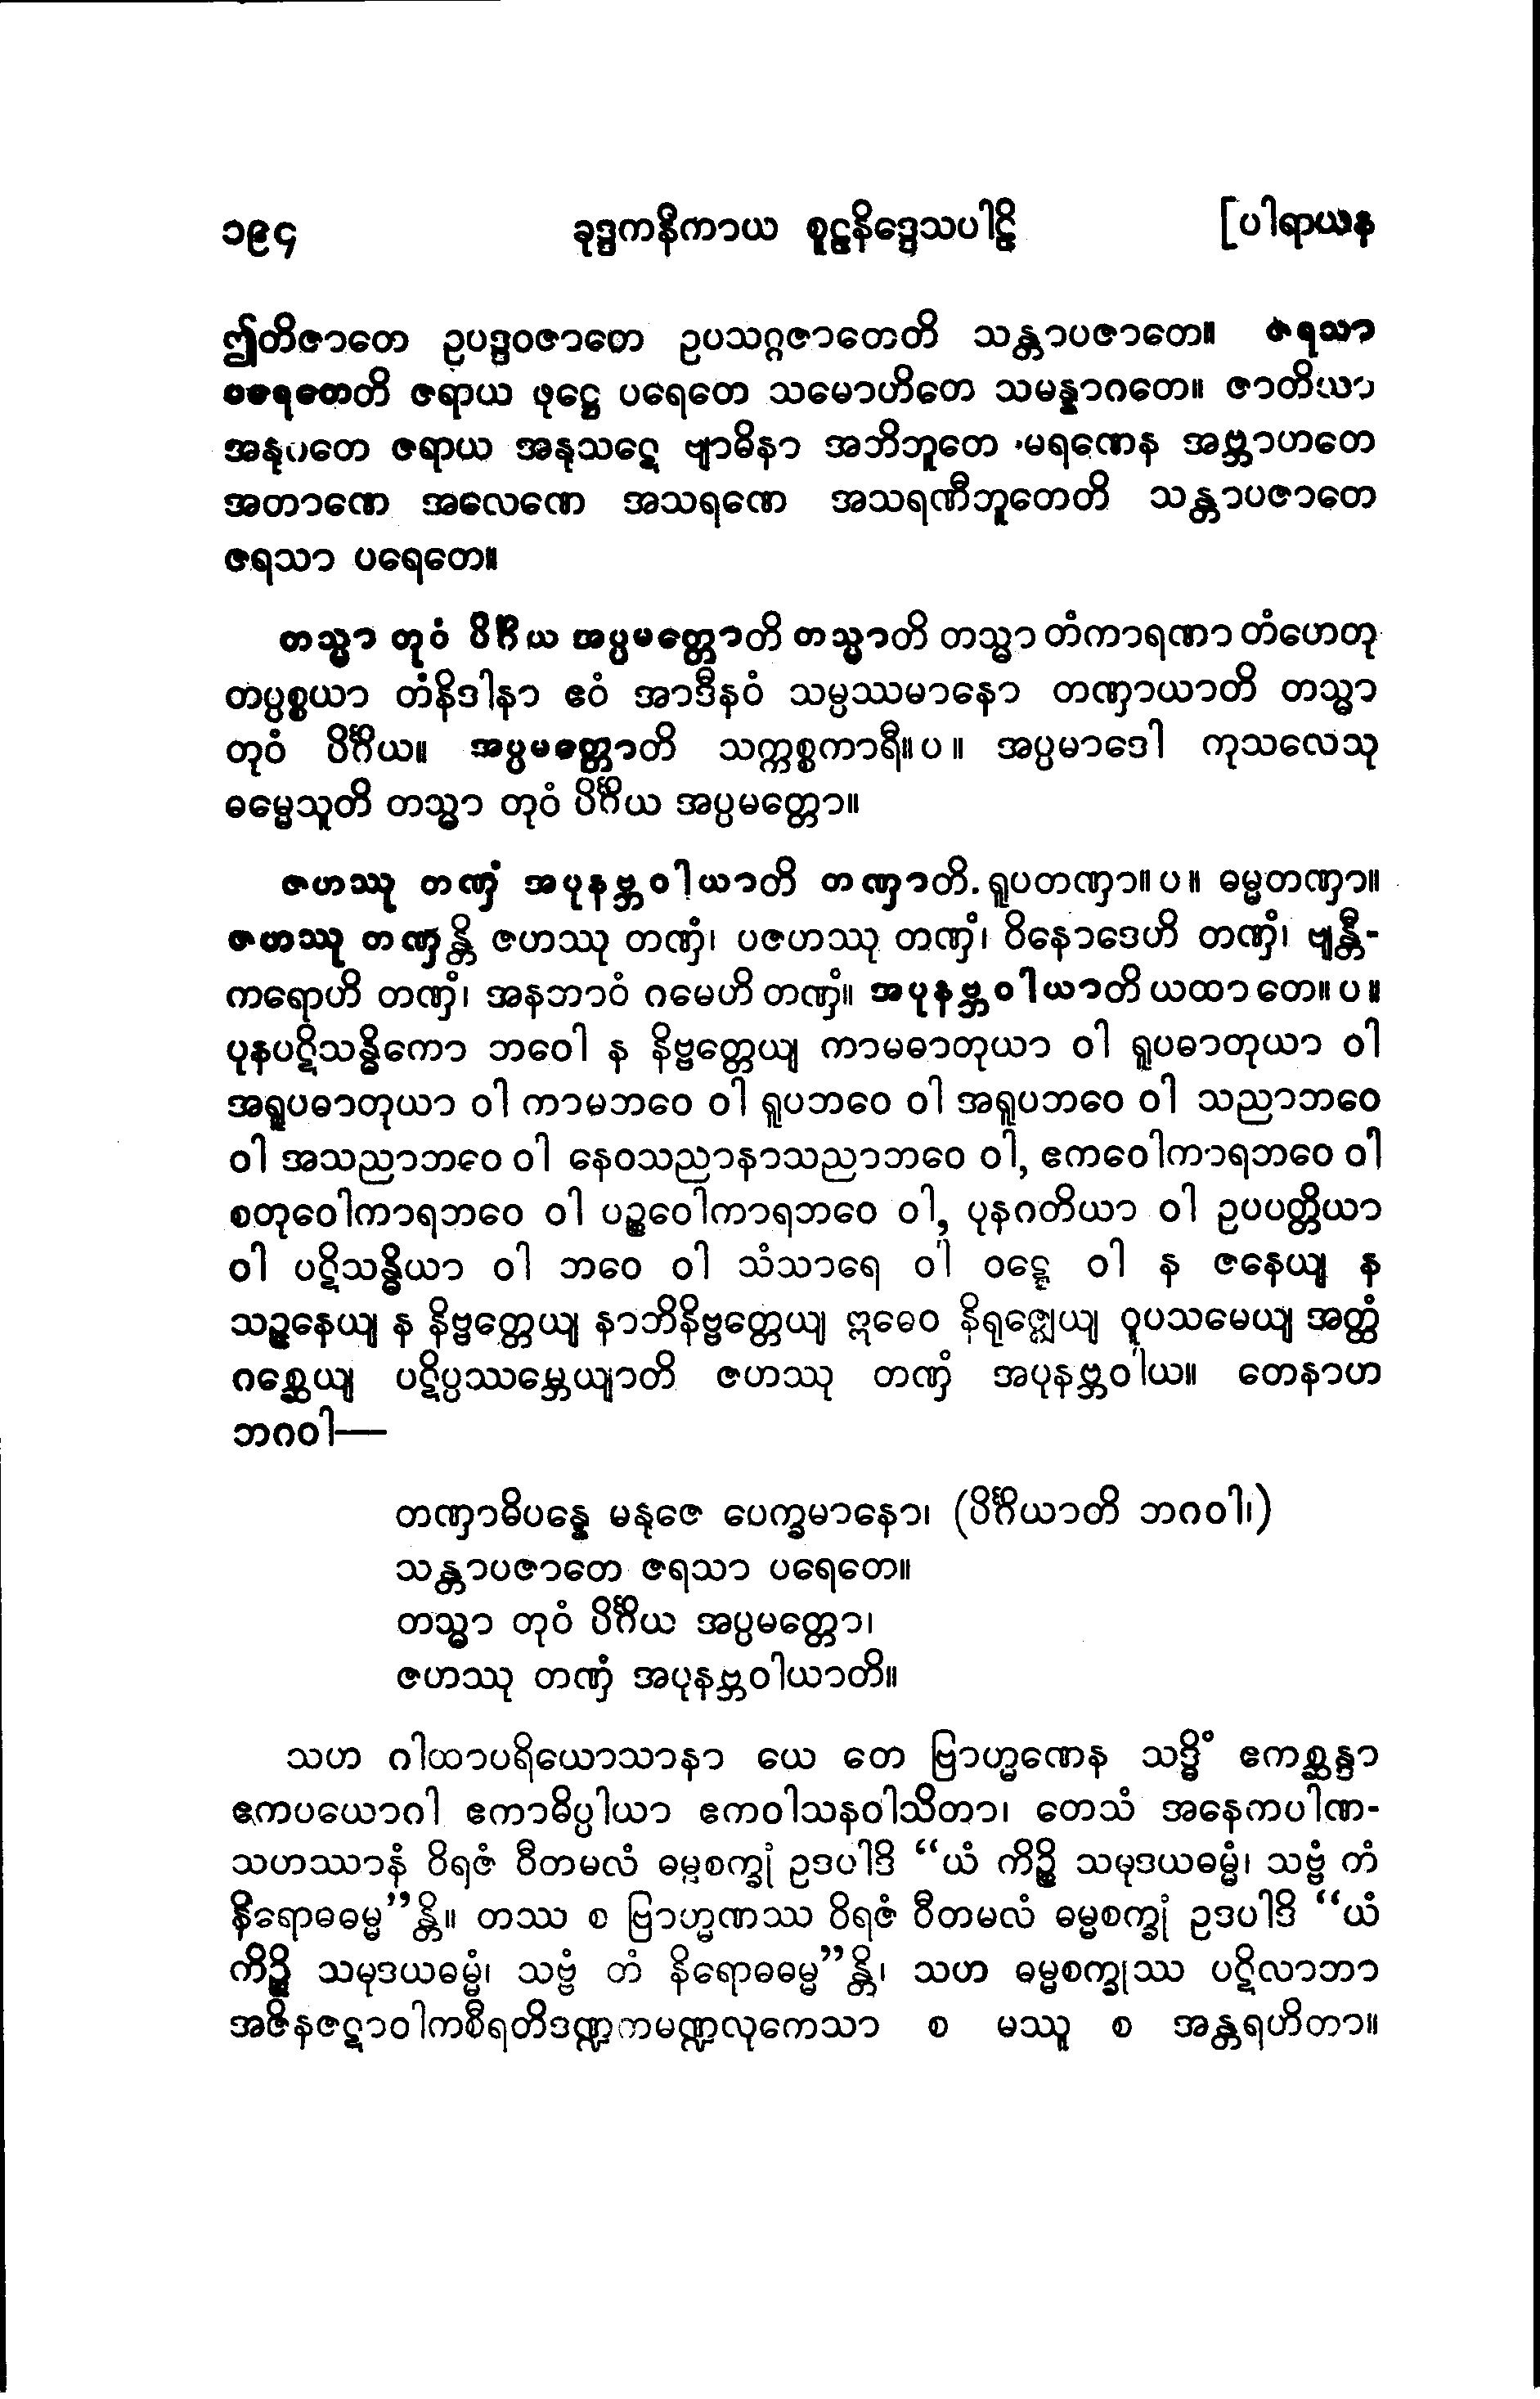 ၁၉၄ ခုဒ္ဒကနိကာယ စူဠနိဒ္ဒေသပါဠိ [ပါရာယန
ဤတိဇာတေ ဥပဒ္ဒဝဇာတေ ဥပသဂ္ဂဇာတေတိ သန္တာပဇာတေ။ ဇရသာ
ပရေတေတိ ဇရာယ ဖုဋ္ဌေ ပရေတေ သမောဟိတေ သမန္နာဂတေ။ ဇာတိယာ
အနုဂတေ ဇရာယ အနုသဋေ ဗျာဓိနာ အဘိဘူတေ မရဏေန အဗ္ဘာဟတေ
အတာဏေ အလေဏေ အသရဏေ အသရဏီဘူတေတိ သန္တာပဇာတေ
ဇရသာ ပရေတေ။
တသ္မာ တုဝံ ပိင်္ဂိယ အပ္ပမတ္တောတိ တသ္မာတိ တသ္မာ တံကာရဏာ တံဟေတု
တပ္ပစ္စယာ တံနိဒါနာ ဧဝံ အာဒီနဝံ သမ္ပဿမာနော တဏှာယာတိ တသ္မာ
တုဝံ ပိင်္ဂိယ။ အပ္ပမတ္တောတိ သက္ကစ္စကာရီ။ပ။ အပ္ပမာဒေါ ကုသလေသု
ဓမ္မေသူတိ တသ္မာ တုဝံ ပိင်္ဂိယ အပ္ပမတ္တော။
ဇဟဿု တဏှံ အပုနဗ္ဘဝါယာတိ တဏှာတိ ရူပတဏှာ။ပ။ ဓမ္မတဏှာ။
ဇဟဿု တဏှန္တိ ဇဟဿု တဏှံ၊ ပဇဟဿု တဏှံ၊ ဝိနောဒေဟိ တဏှံ၊ ဗျန္တီ-
ကရောဟိ တဏှံ၊ အနဘာဝံ ဂမေဟိ တဏှံ။ အပုနဗ္ဘဝါယာတိ ယထာ တေ။ပ။
ပုနပဋိသန္ဓိကော ဘဝေါ န နိဗ္ဗတ္တေယျ ကာမဓာတုယာ ဝါ ရူပဓာတုယာ ဝါ
အရူပဓာတုယာ ဝါ ကာမဘဝေ ဝါ ရူပဘဝေ ဝါ အရူပဘဝေ ဝါ သညာဘဝေ
ဝါ အသညာဘဝေ ဝါ နေဝသညာနာသညာဘဝေ ဝါ, ဧကဝေါကာရဘဝေ ဝါ
စတုဝေါကာရဘဝေ ဝါ ပဉ္စဝေါကာရဘဝေ ဝါ, ပုနဂတိယာ ဝါ ဥပပတ္တိယာ
ဝါ ပဋိသန္ဓိယာ ဝါ ဘဝေ ဝါ သံသာရေ ဝါ ဝဋ္ဋေ ဝါ န ဇနေယျ န
သဉ္ဇနေယျ န နိဗ္ဗတ္တေယျ နာဘိနိဗ္ဗတ္တေယျ ဣဓေဝ နိရုဇ္ဈေယျ ဝူပသမေယျ အတ္ထံ
ဂစ္ဆေယျ ပဋိပ္ပဿမ္ဘေယျာတိ ဇဟဿု တဏှံ အပုနဗ္ဘဝါယ။ တေနာဟ
ဘဂဝါ—
တဏှာဓိပန္နေ မနုဇေ ပေက္ခမာနော၊ (ပိင်္ဂိယာတိ ဘဂဝါ၊)
သန္တာပဇာတေ ဇရသာ ပရေတေ။
တသ္မာ တုဝံ ပိင်္ဂိယ အပ္ပမတ္တော၊
ဇဟဿု တဏှံ အပုနဗ္ဘဝါယာတိ။
သဟ ဂါထာပရိယောသာနာ ယေ တေ ဗြာဟ္မဏေန သဒ္ဓိံ ဧကစ္ဆန္ဒာ
ဧကပယောဂါ ဧကာဓိပ္ပါယာ ဧကဝါသနဝါသိတာ၊ တေသံ အနေကပါဏ-
သဟဿာနံ ဝိရဇံ ဝီတမလံ ဓမ္မစက္ခုံ ဥဒပါဒိ “ယံ ကိဉ္စိ သမုဒယဓမ္မံ၊ သဗ္ဗံ တံ
နိရောဓဓမ္မ”န္တိ။ တဿ စ ဗြာဟ္မဏဿ ဝိရဇံ ဝီတမလံ ဓမ္မစက္ခုံ ဥဒပါဒိ “ယံ
ကိဉ္စိ သမုဒယဓမ္မံ၊ သဗ္ဗံ တံ နိရောဓဓမ္မ”န္တိ၊ သဟ ဓမ္မစက္ခုဿ ပဋိလာဘာ
အဇိနဇဋာဝါကစီရတိဒဏ္ဍကမဏ္ဍလုကေသာ စ မဿူ စ အန္တရဟိတာ။